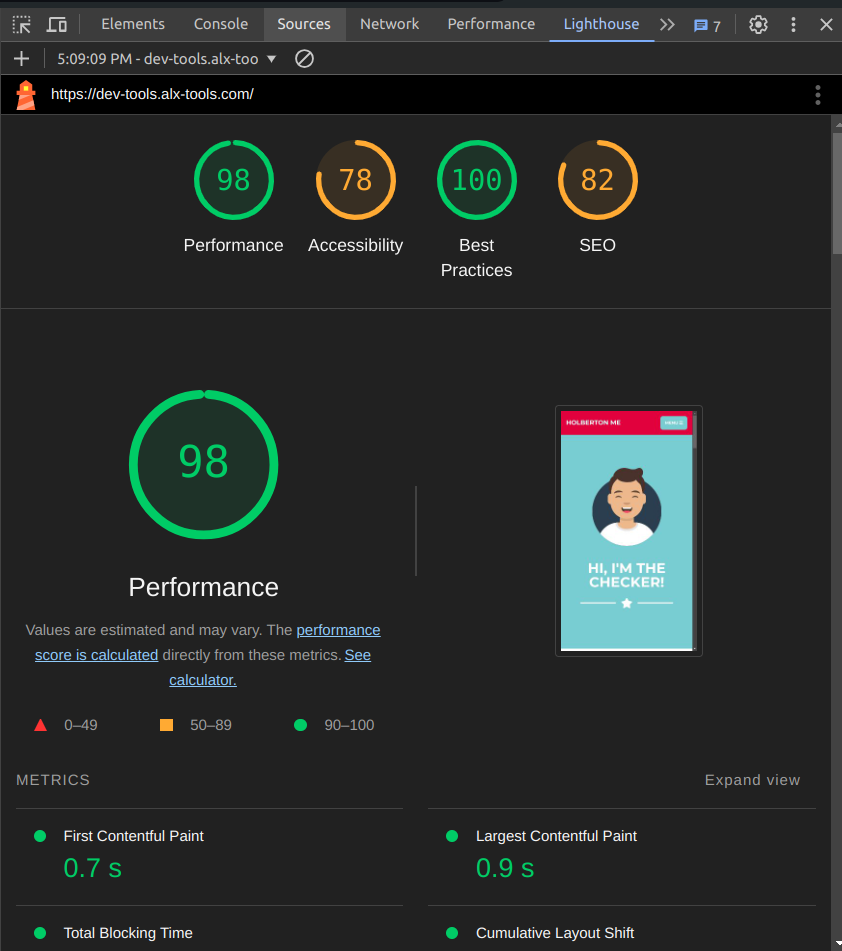 Elements Console Sources Network Performance Lighthouse 7
5:09:09 PM - dev-tools.alx-too
https://dev-tools.alx-tools.com/
98 78 100 82
Performance Accessibility Best Practices SEO
98
HOLBERTON ME
HI, I'M THE
CHECKER!
Performance
Values are estimated and may vary. The performance
score is calculated directly from these metrics. See
calculator.
0–49 50–89 90–100
METRICS Expand view
First Contentful Paint Largest Contentful Paint
0.7 s 0.9 s
Total Blocking Time Cumulative Layout Shift